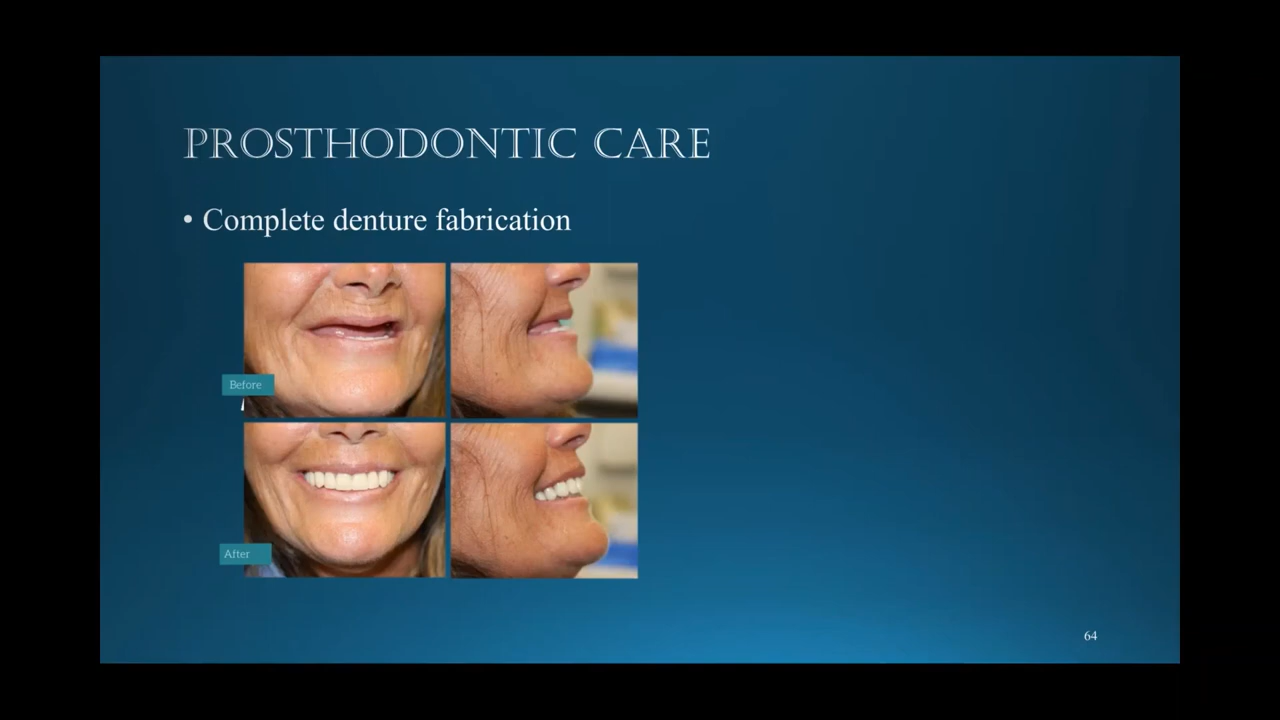 PROSTHODONTIC CARE
• Complete denture fabrication
Before
After
64